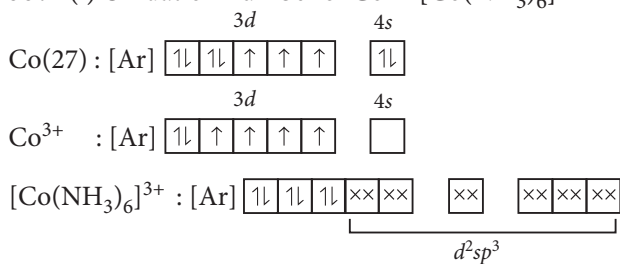 3d 4s
Co(27) : [Ar] ⥮ ⥮ ↑ ↑ ↑ ⥮
3d 4s
Co³⁺ : [Ar] ⥮ ↑ ↑ ↑ ↑
[Co(NH₃)₆]³⁺ : [Ar] ⥮ ⥮ ⥮ ×× ×× ×× ×× ×× ××
d²sp³